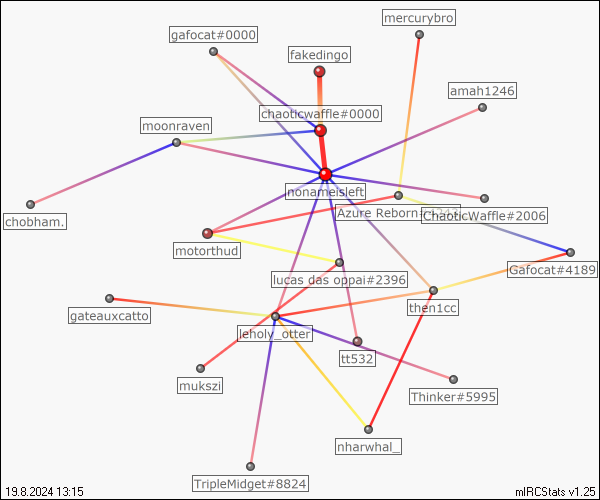 mercurybro
gafocat#0000
fakedingo
amah1246
chaoticwaffle#0000
moonraven
nonameisleft
Azure Reborn
ChaoticWaffle#2006
chobham.
motorthud
Gafocat#4189
lucas das oppai#2396
then1cc
gateauxcatto
leholy_otter
tt532
mukszi
Thinker#5995
nharwhal_
TripleMidget#8824
19.8.2024 13:15
mIRCStats v1.25